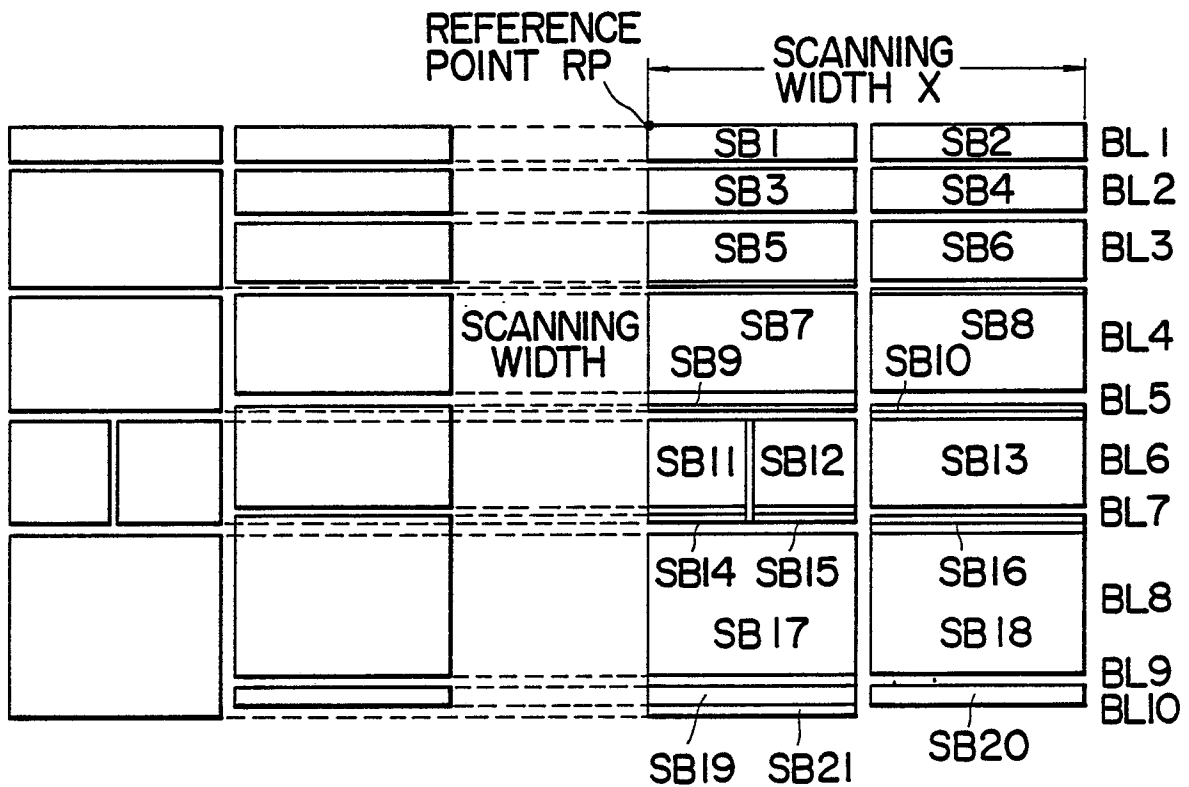 REFERENCE
POINT RP
SCANNING
WIDTH X
SB1 SB2 BL1
SB3 SB4 BL2
SB5 SB6 BL3
SCANNING
WIDTH
SB7 SB8 BL4
SB9 SB10
BL5
SB11 SB12 SB13 BL6
BL7
SB14 SB15 SB16
BL8
SB17 SB18
BL9
BL10
SB20
SB19 SB21